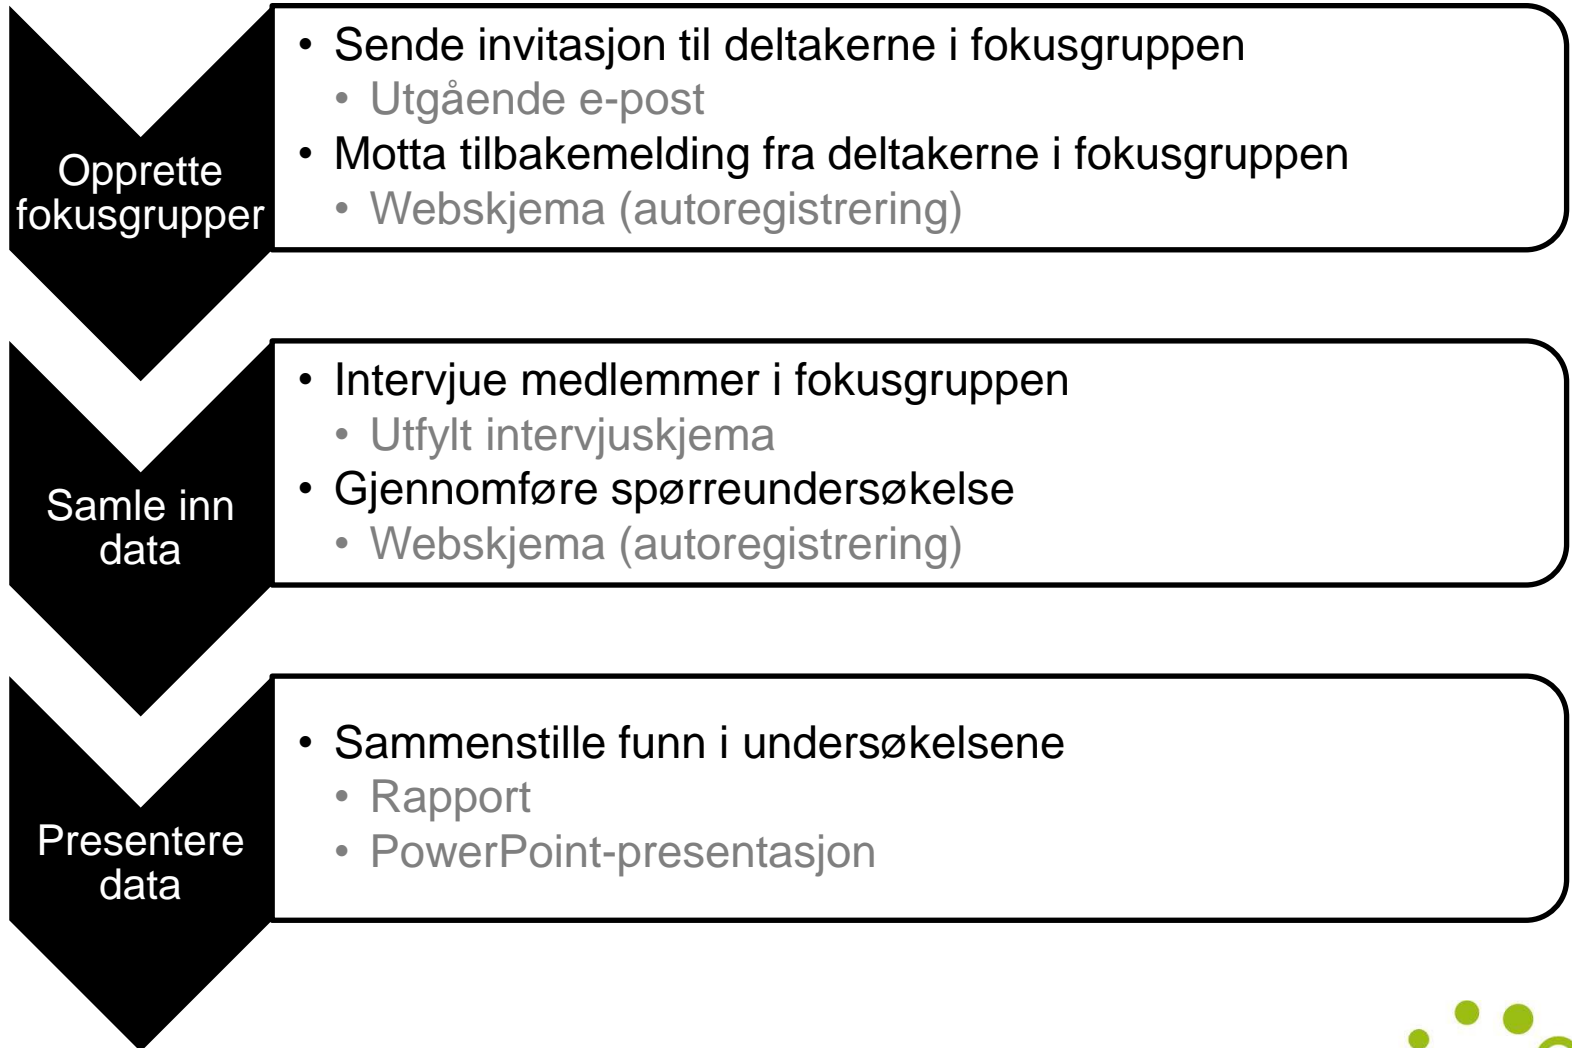 Opprette
fokusgrupper
• Sende invitasjon til deltakerne i fokusgruppen
• Utgående e-post
• Motta tilbakemelding fra deltakerne i fokusgruppen
• Webskjema (autoregistrering)
Samle inn
data
• Intervjue medlemmer i fokusgruppen
• Utfylt intervjuskjema
• Gjennomføre spørreundersøkelse
• Webskjema (autoregistrering)
Presentere
data
• Sammenstille funn i undersøkelsene
• Rapport
• PowerPoint-presentasjon